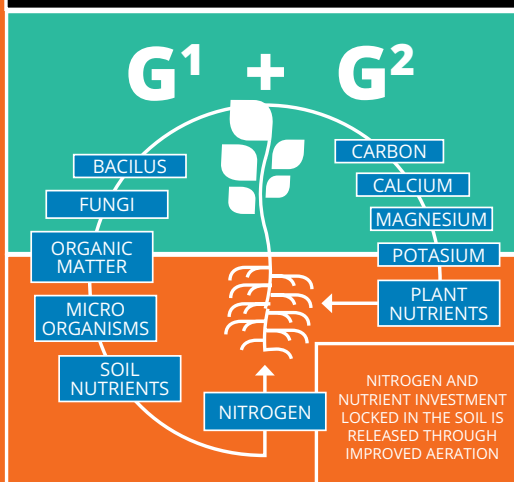 G¹ + G²
BACILUS
FUNGI
ORGANIC
MATTER
MICRO
ORGANISMS
SOIL
NUTRIENTS
NITROGEN
CARBON
CALCIUM
MAGNESIUM
POTASIUM
PLANT
NUTRIENTS
NITROGEN AND
NUTRIENT INVESTMENT
LOCKED IN THE SOIL IS
RELEASED THROUGH
IMPROVED AERATION